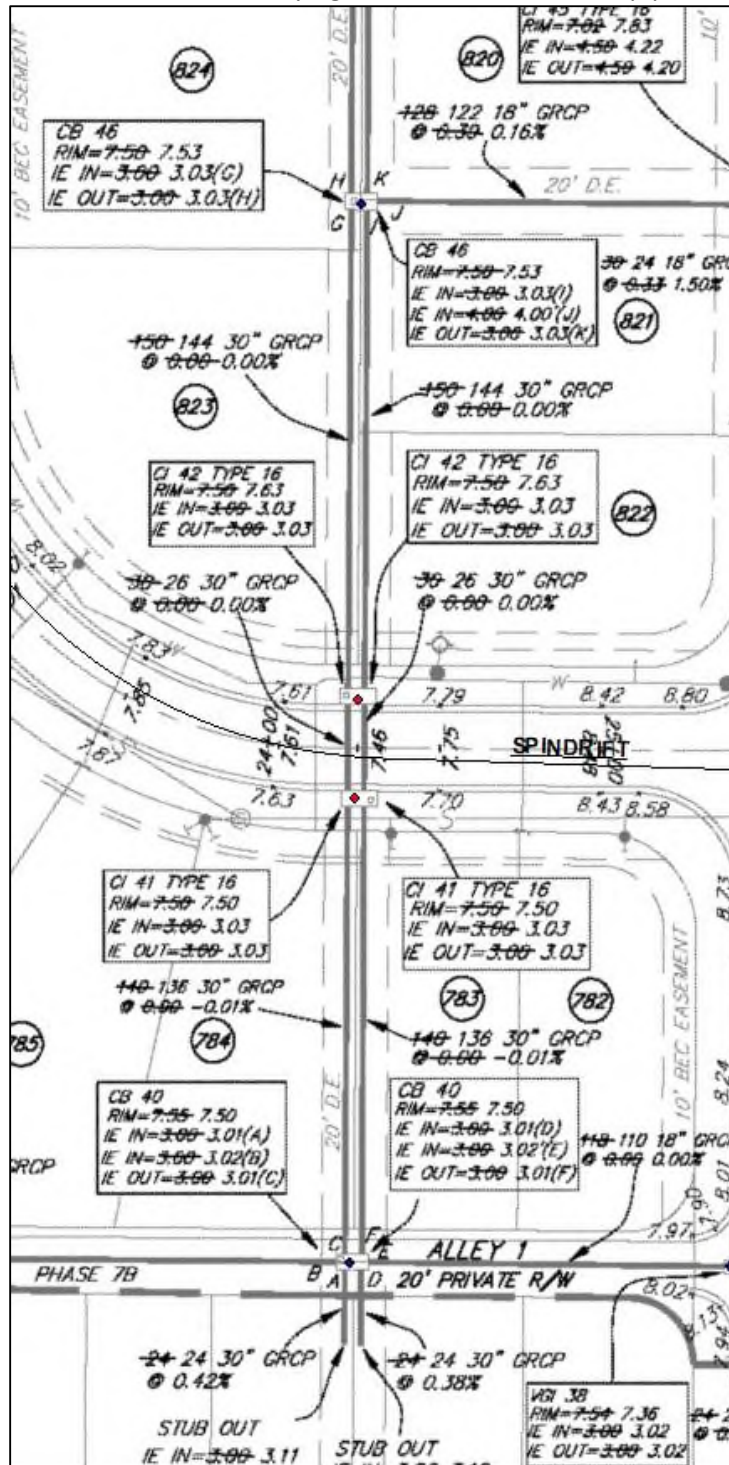 CI 43 TYPE 16
RIM=7.02 7.83
IE IN=4.50 4.22
IE OUT=4.50 4.20
10'
20' D.E.
824
820
10' BEC EASEMENT
128 122 18" GRCP
@ 0.39 0.16%
CB 46
RIM=7.50 7.53
IE IN=3.00 3.03(G)
IE OUT=3.00 3.03(H)
H K
G I J
20' D.E.
CB 46
RIM=7.50 7.53
IE IN=3.00 3.03(I)
IE IN=4.00 4.00'(J)
IE OUT=3.00 3.03(K)
30 24 18" GRC
@ 0.33 1.50%
821
150 144 30" GRCP
@ 0.00 0.00%
150 144 30" GRCP
@ 0.00 0.00%
823
CI 42 TYPE 16
RIM=7.50 7.63
IE IN=3.00 3.03
IE OUT=3.00 3.03
CI 42 TYPE 16
RIM=7.50 7.63
IE IN=3.00 3.03
IE OUT=3.00 3.03
822
8.02
30 26 30" GRCP
@ 0.00 0.00%
30 26 30" GRCP
@ 0.00 0.00%
7.83
W
7.85
7.61
7.79
W
8.42
8.80
24+00
7.61
7.46
7.75
SPINDRIFT
7.87
7.63
7.70
S
8.43
8.58
CI 41 TYPE 16
RIM=7.50 7.50
IE IN=3.00 3.03
IE OUT=3.00 3.03
CI 41 TYPE 16
RIM=7.50 7.50
IE IN=3.00 3.03
IE OUT=3.00 3.03
8.73
140 136 30" GRCP
@ 0.00 -0.01%
783
782
785
784
140 136 30" GRCP
@ 0.00 -0.01%
10' BEC EASEMENT
8.24
20' D.E.
CB 40
RIM=7.55 7.50
IE IN=3.00 3.01(A)
IE IN=3.00 3.02(B)
IE OUT=3.00 3.01(C)
CB 40
RIM=7.55 7.50
IE IN=3.00 3.01(D)
IE IN=3.00 3.02'(E)
IE OUT=3.00 3.01(F)
118 110 18" GRC
@ 0.00 0.00%
GRCP
8.01
7.90
7.97
C F
E
ALLEY 1
PHASE 7B
B A D
20' PRIVATE R/W
8.02
8.13
7.94
24 24 30" GRCP
@ 0.42%
24 24 30" GRCP
@ 0.38%
STUB OUT
IE IN=3.00 3.11
STUB OUT
VGI 38
RIM=7.54 7.36
IE IN=3.00 3.02
IE OUT=3.00 3.02